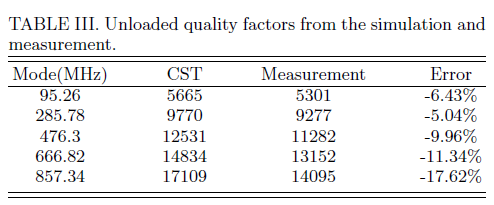 TABLE III. Unloaded quality factors from the simulation and
measurement.
Mode(MHz) CST Measurement Error
95.26 5665 5301 -6.43%
285.78 9770 9277 -5.04%
476.3 12531 11282 -9.96%
666.82 14834 13152 -11.34%
857.34 17109 14095 -17.62%